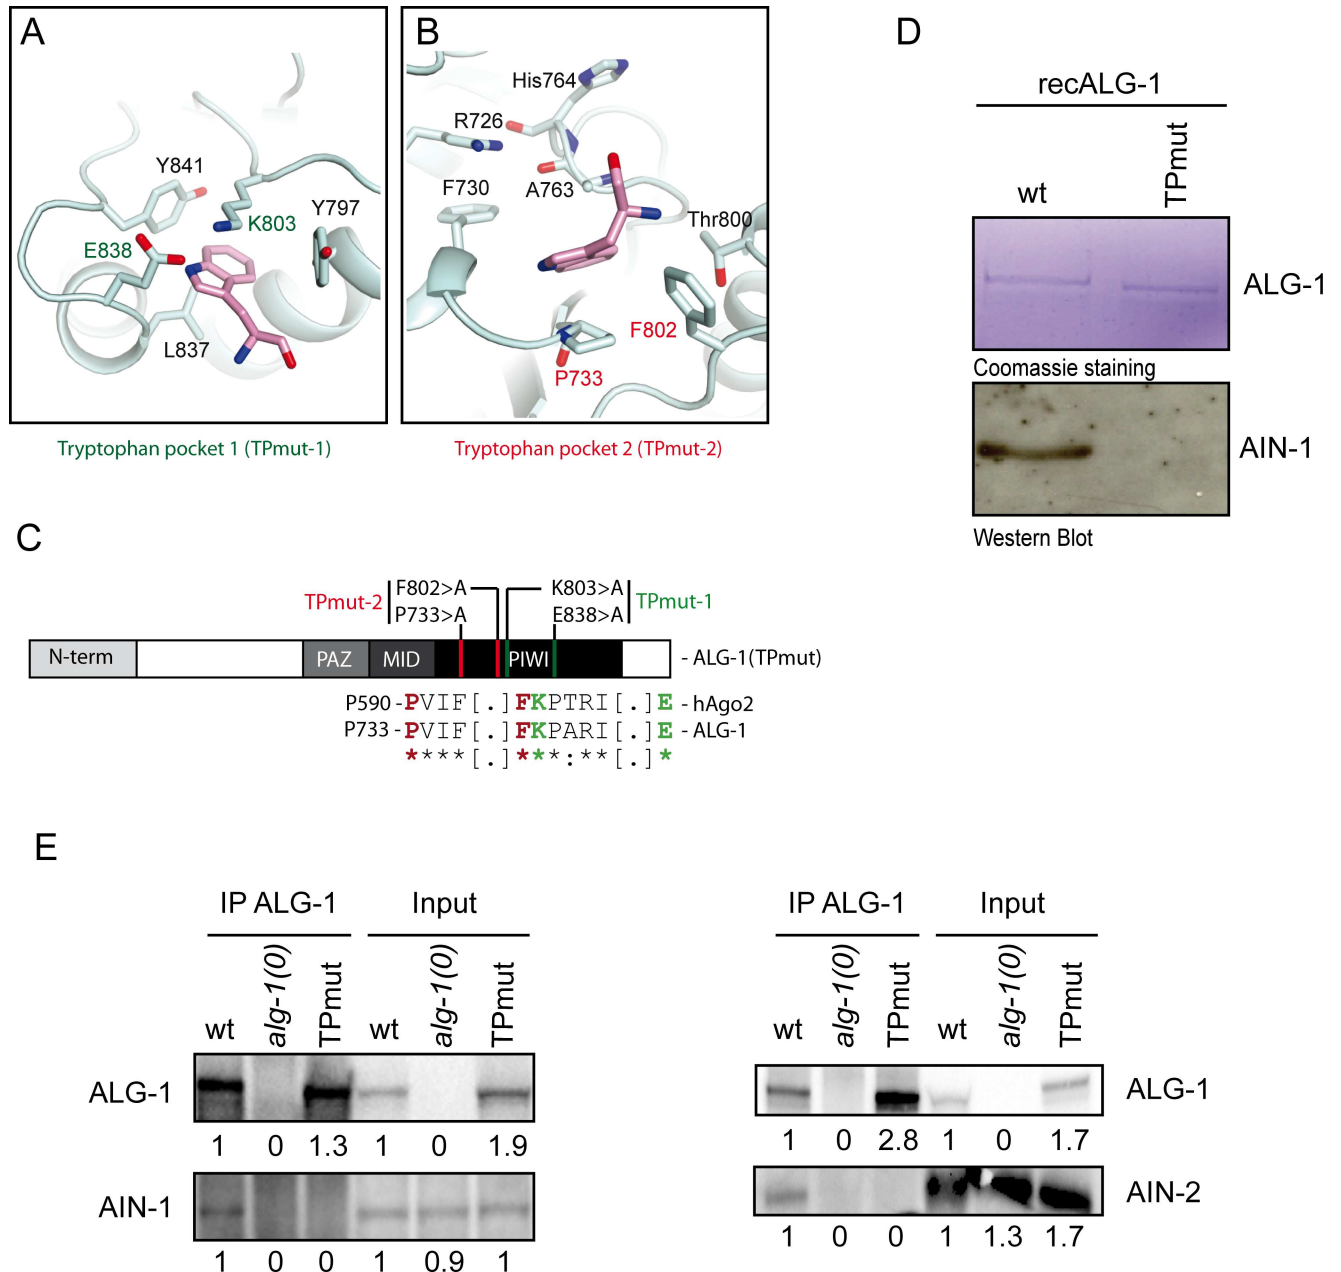 A
Y841
K803
Y797
E838
L837
Tryptophan pocket 1 (TPmut-1)
B
His764
R726
A763
F730
Thr800
F802
P733
Tryptophan pocket 2 (TPmut-2)
C
TPmut-2 F802>A K803>A TPmut-1
P733>A E838>A
N-term PAZ MID PIWI - ALG-1(TPmut)
P590 - PVIF[.]FKPTRI[.]E - hAgo2
P733 - PVIF[.]FKPARI[.]E - ALG-1
****[.]***:**[.]*
D
recALG-1
wt TPmut
ALG-1
Coomassie staining
AIN-1
Western Blot
E
IP ALG-1 Input
wt alg-1(0) TPmut wt alg-1(0) TPmut
ALG-1
1 0 1.3 1 0 1.9
AIN-1
1 0 0 1 0.9 1
IP ALG-1 Input
wt alg-1(0) TPmut wt alg-1(0) TPmut
ALG-1
1 0 2.8 1 0 1.7
AIN-2
1 0 0 1 1.3 1.7